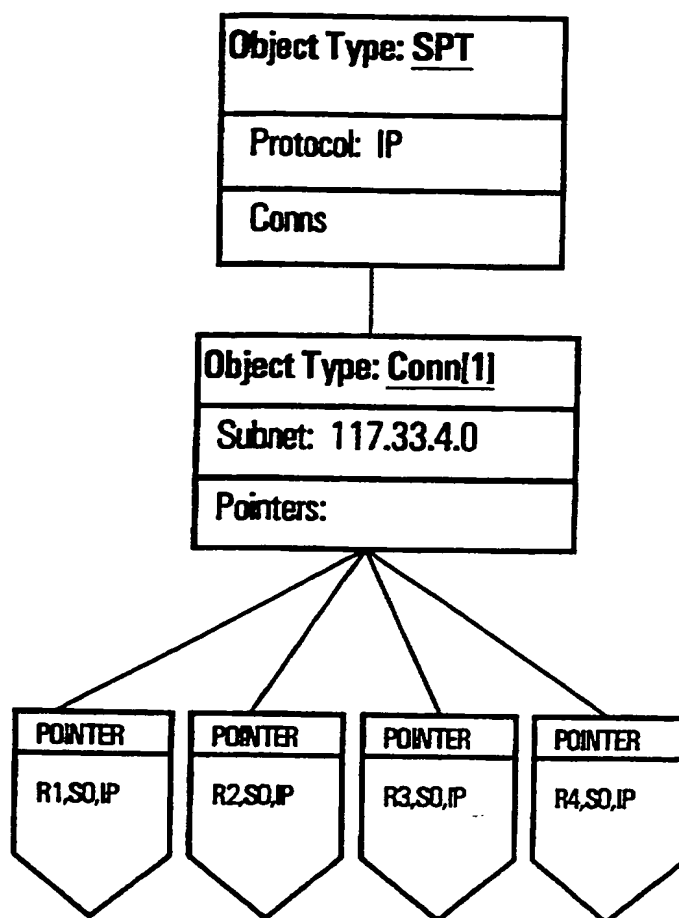 Object Type: SPT
Protocol: IP
Conns
Object Type: Conn[1]
Subnet: 117.33.4.0
Pointers:
POINTER POINTER POINTER POINTER
R1,S0,IP R2,S0,IP R3,S0,IP R4,S0,IP